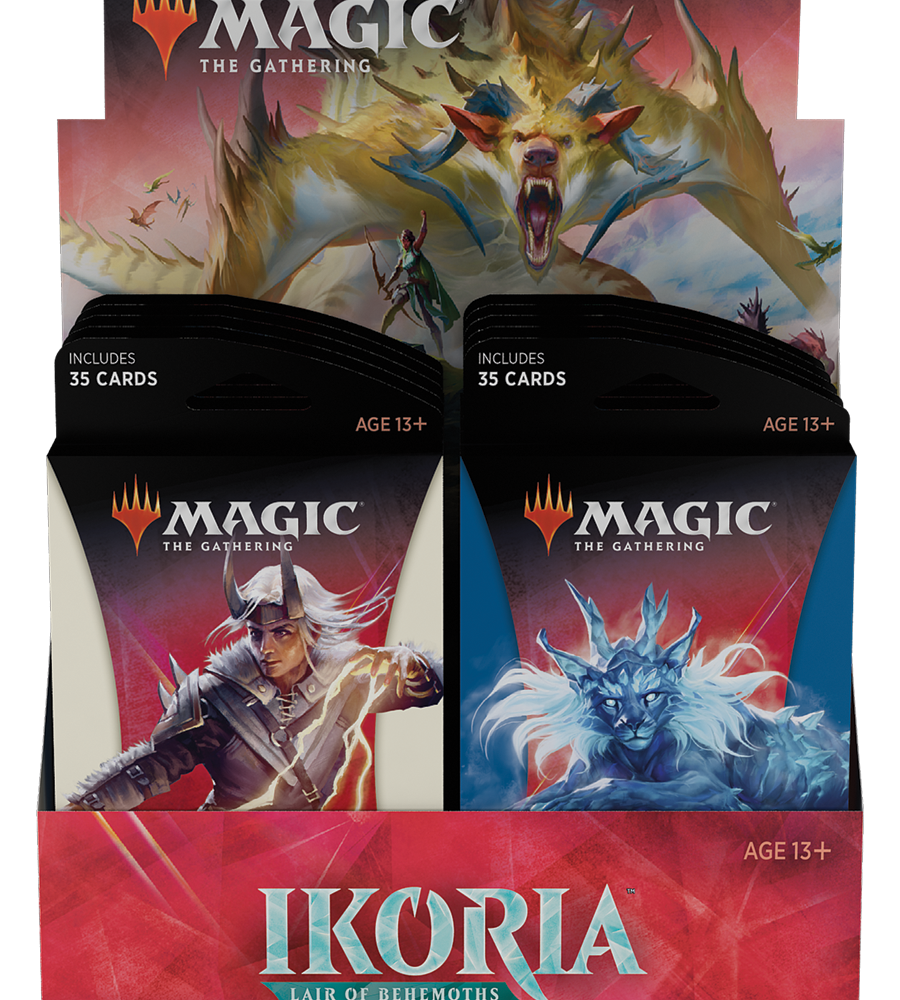 MAGIC
THE GATHERING
INCLUDES
35 CARDS
AGE 13+
INCLUDES
35 CARDS
AGE 13+
MAGIC®
THE GATHERING
MAGIC®
THE GATHERING
AGE 13+
IKORIA™
LAIR OF BEHEMOTHS